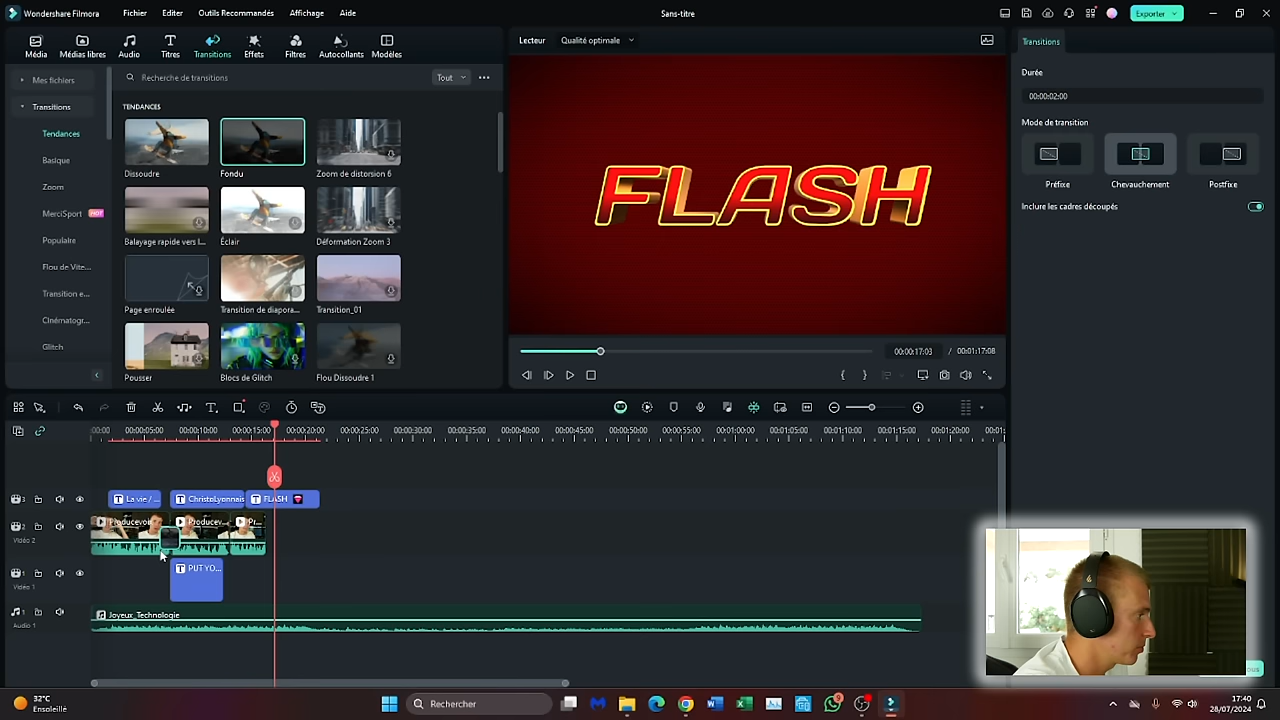 Wondershare Filmora
Fichier
Editer
Outils Recommandés
Affichage
Aide
Sans-titre
Exporter
Média
Médias libres
Audio
Titres
Transitions
Effets
Filtres
Autocollants
Modèles
Lecteur
Qualité optimale
Transitions
Mes fichiers
Transitions
Tendances
Basique
Zoom
MerciSport
HOT
Populaire
Flou de Vite...
Transition e...
Cinématogr...
Glitch
Recherche de transitions
Tout
TENDANCES
Dissoudre
Fondu
Zoom de distorsion 6
Balayage rapide vers l...
Éclair
Déformation Zoom 3
Page enroulée
Transition de diapora...
Transition_01
Pousser
Blocs de Glitch
Flou Dissoudre 1
FLASH
00:00:17:03 / 00:01:17:08
Durée
00:00:02:00
Mode de transition
Préfixe
Chevauchement
Postfixe
Inclure les cadres découpés
:00:00
00:00:05:00
00:00:10:00
00:00:15:00
00:00:20:00
00:00:25:00
00:00:30:00
00:00:35:00
00:00:40:00
00:00:45:00
00:00:50:00
00:00:55:00
00:01:00:00
00:01:05:00
00:01:10:00
00:01:15:00
00:01:20:00
00:01:
3
La vie / ...
ChristoLyonnais
FLASH
2
Vidéo 2
Producevoi
Producev...
Pr...
1
Vidéo 1
PUT YO...
1
Audio 1
Joyeux_Technologie
32°C
Ensoleillé
Rechercher
17:40
28/07/2024